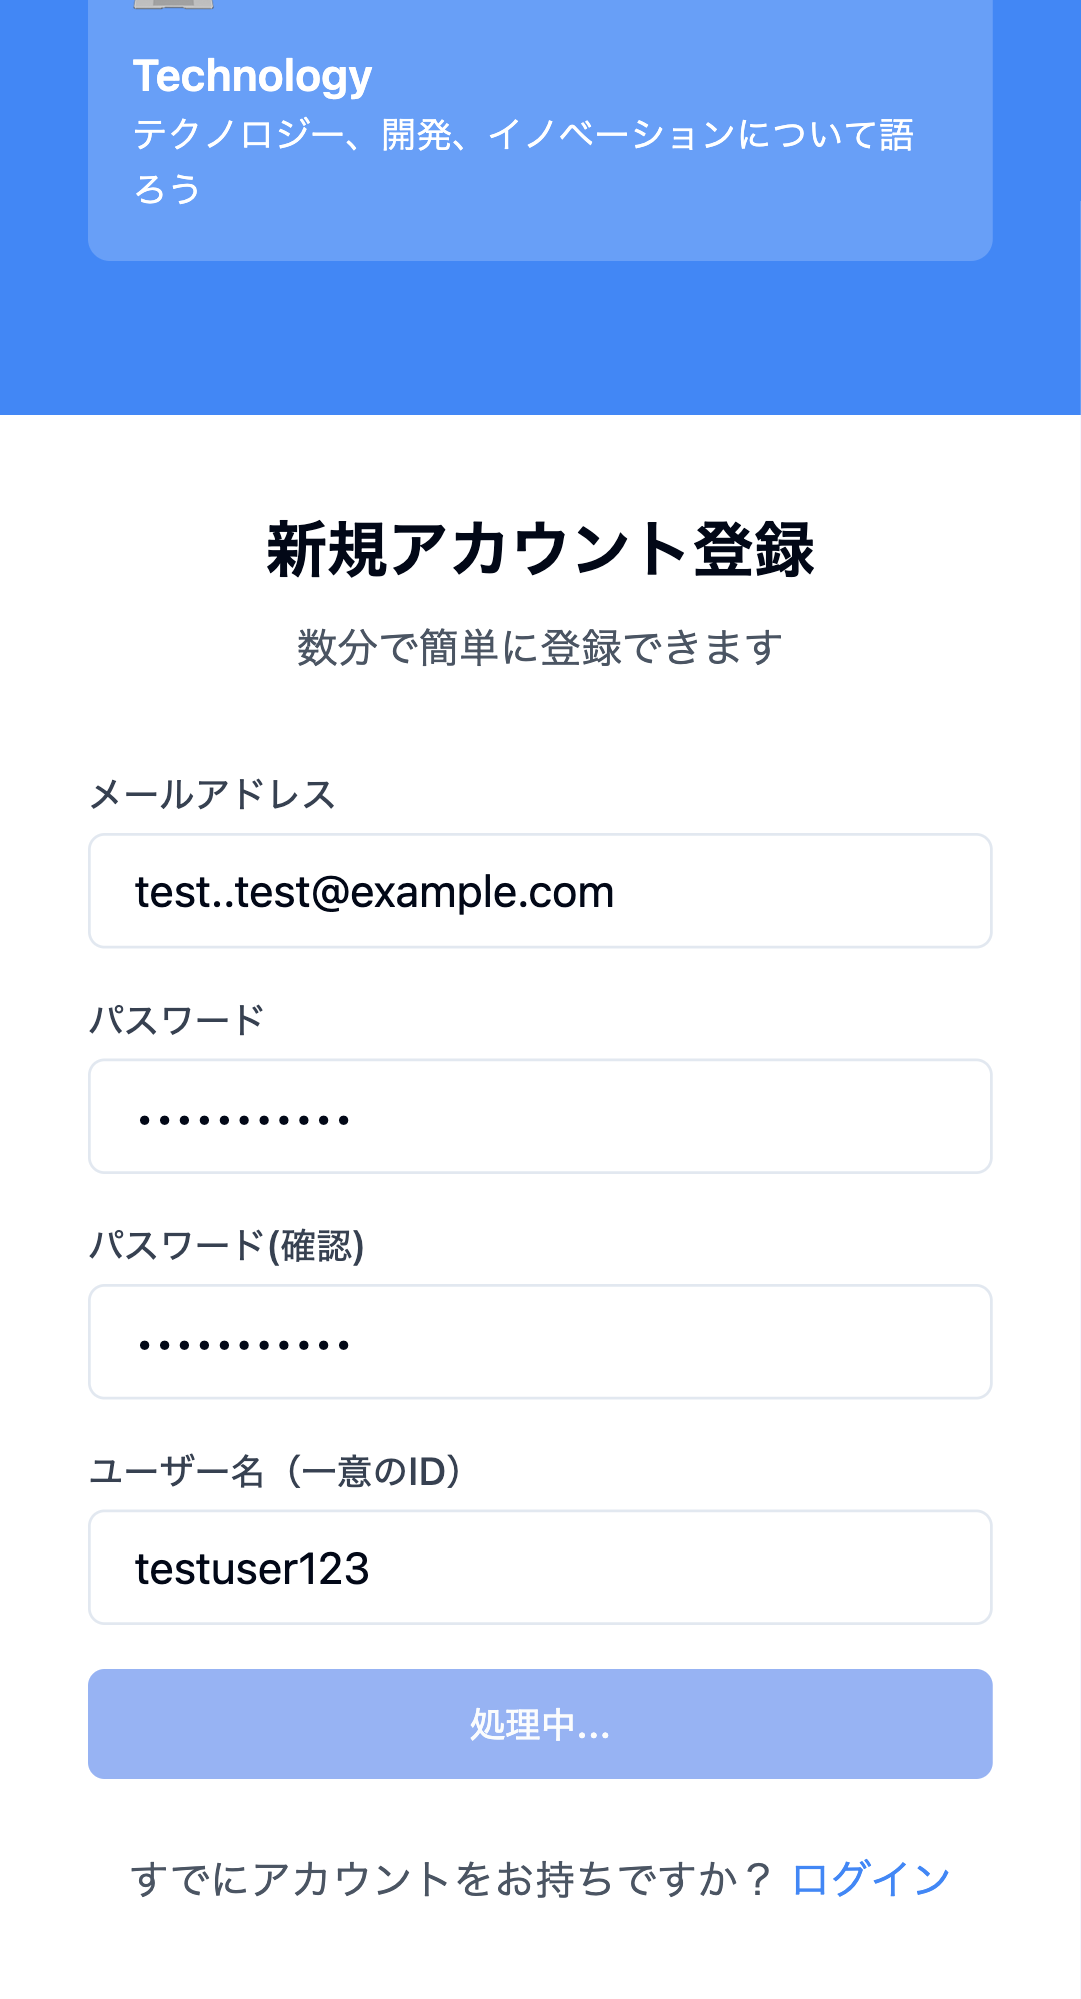 Technology
テクノロジー、開発、イノベーションについて語
ろう
新規アカウント登録
数分で簡単に登録できます
メールアドレス
test..test@example.com
パスワード
•••••••••••
パスワード(確認)
•••••••••••
ユーザー名（一意のID）
testuser123
処理中...
すでにアカウントをお持ちですか？ ログイン